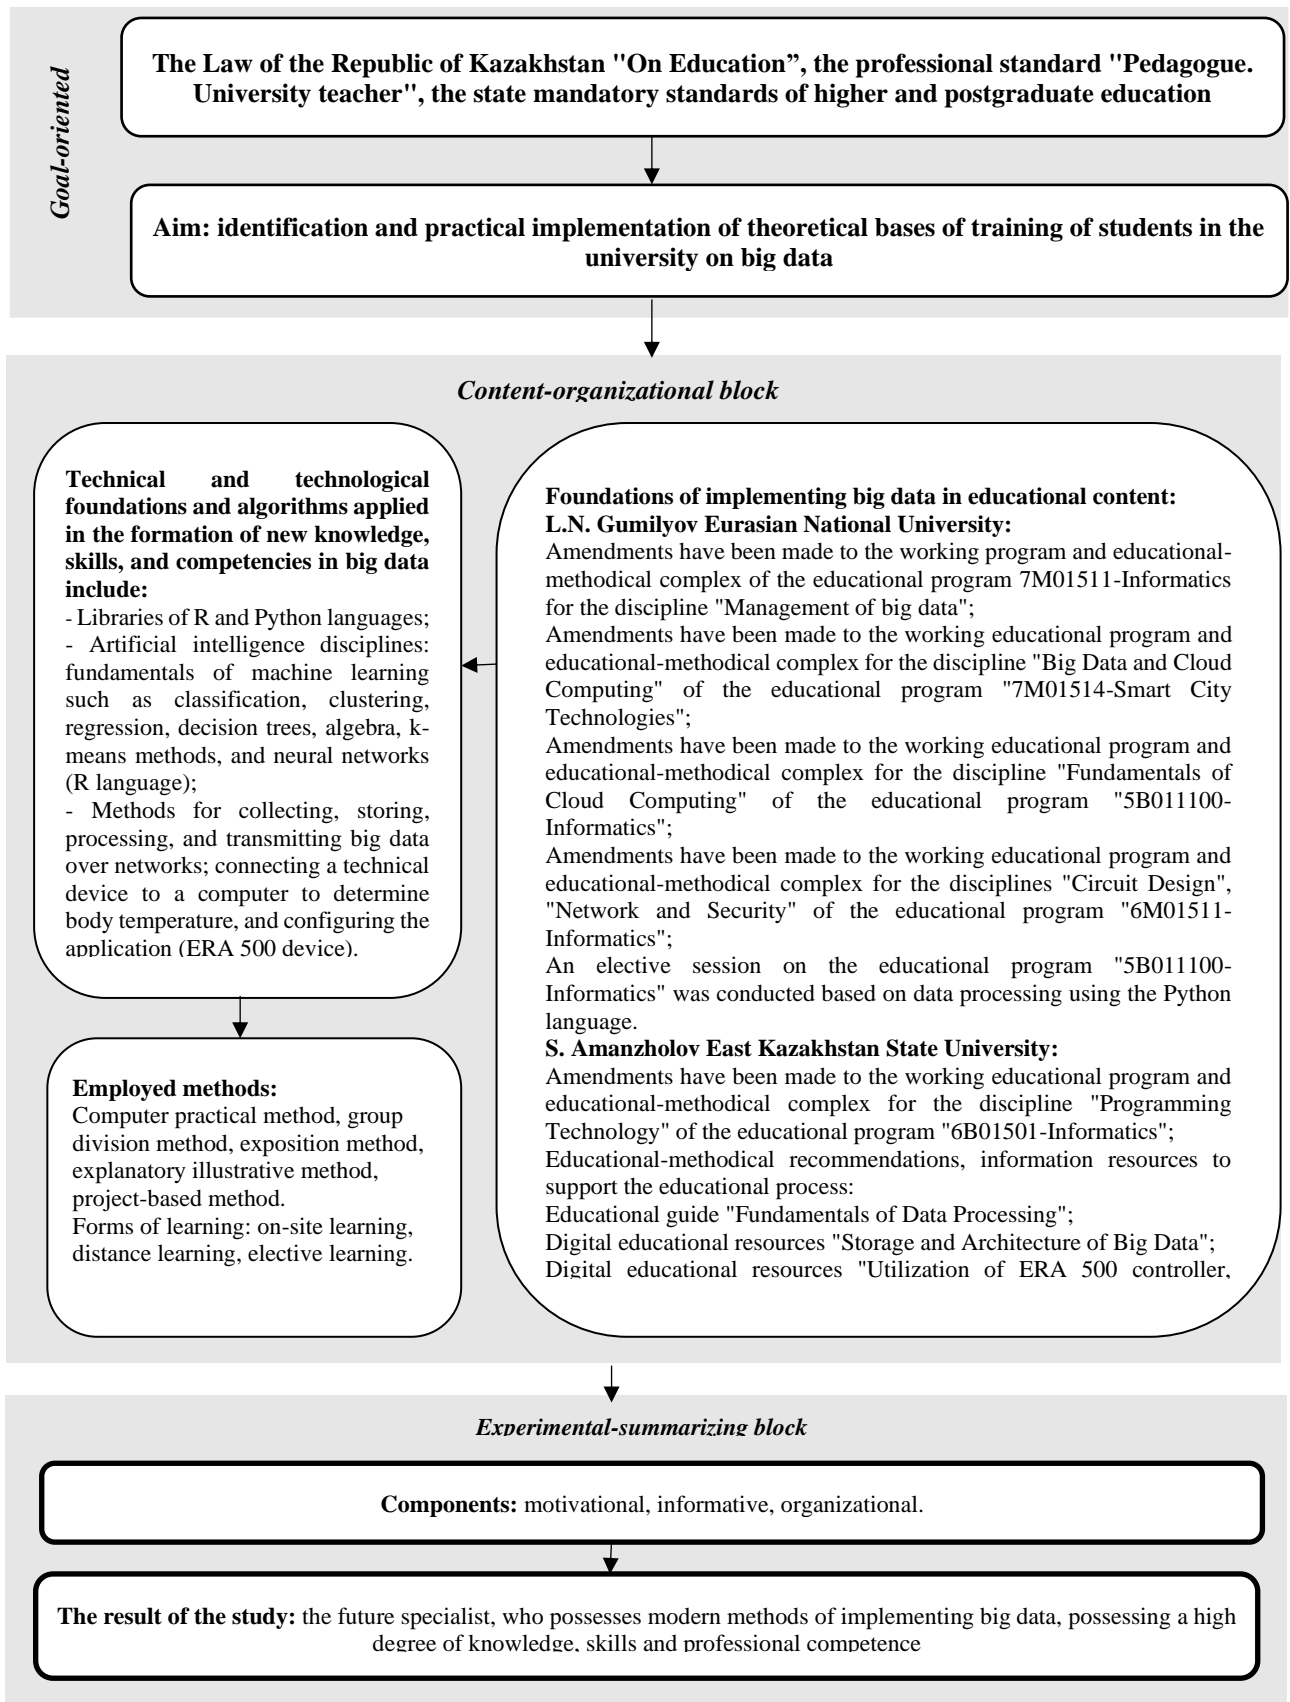 Goal-oriented
The Law of the Republic of Kazakhstan "On Education”, the professional standard "Pedagogue.
University teacher", the state mandatory standards of higher and postgraduate education
Aim: identification and practical implementation of theoretical bases of training of students in the
university on big data
Content-organizational block
Technical and technological
foundations and algorithms applied
in the formation of new knowledge,
skills, and competencies in big data
include:
- Libraries of R and Python languages;
- Artificial intelligence disciplines:
fundamentals of machine learning
such as classification, clustering,
regression, decision trees, algebra, k-
means methods, and neural networks
(R language);
- Methods for collecting, storing,
processing, and transmitting big data
over networks; connecting a technical
device to a computer to determine
body temperature, and configuring the
application (ERA 500 device).
Employed methods:
Computer practical method, group
division method, exposition method,
explanatory illustrative method,
project-based method.
Forms of learning: on-site learning,
distance learning, elective learning.
Foundations of implementing big data in educational content:
L.N. Gumilyov Eurasian National University:
Amendments have been made to the working program and educational-
methodical complex of the educational program 7M01511-Informatics
for the discipline "Management of big data";
Amendments have been made to the working educational program and
educational-methodical complex for the discipline "Big Data and Cloud
Computing" of the educational program "7M01514-Smart City
Technologies";
Amendments have been made to the working educational program and
educational-methodical complex for the discipline "Fundamentals of
Cloud Computing" of the educational program "5B011100-
Informatics";
Amendments have been made to the working educational program and
educational-methodical complex for the disciplines "Circuit Design",
"Network and Security" of the educational program "6M01511-
Informatics";
An elective session on the educational program "5B011100-
Informatics" was conducted based on data processing using the Python
language.
S. Amanzholov East Kazakhstan State University:
Amendments have been made to the working educational program and
educational-methodical complex for the discipline "Programming
Technology" of the educational program "6B01501-Informatics";
Educational-methodical recommendations, information resources to
support the educational process:
Educational guide "Fundamentals of Data Processing";
Digital educational resources "Storage and Architecture of Big Data";
Digital educational resources "Utilization of ERA 500 controller,
Experimental-summarizing block
Components: motivational, informative, organizational.
The result of the study: the future specialist, who possesses modern methods of implementing big data, possessing a high
degree of knowledge, skills and professional competence